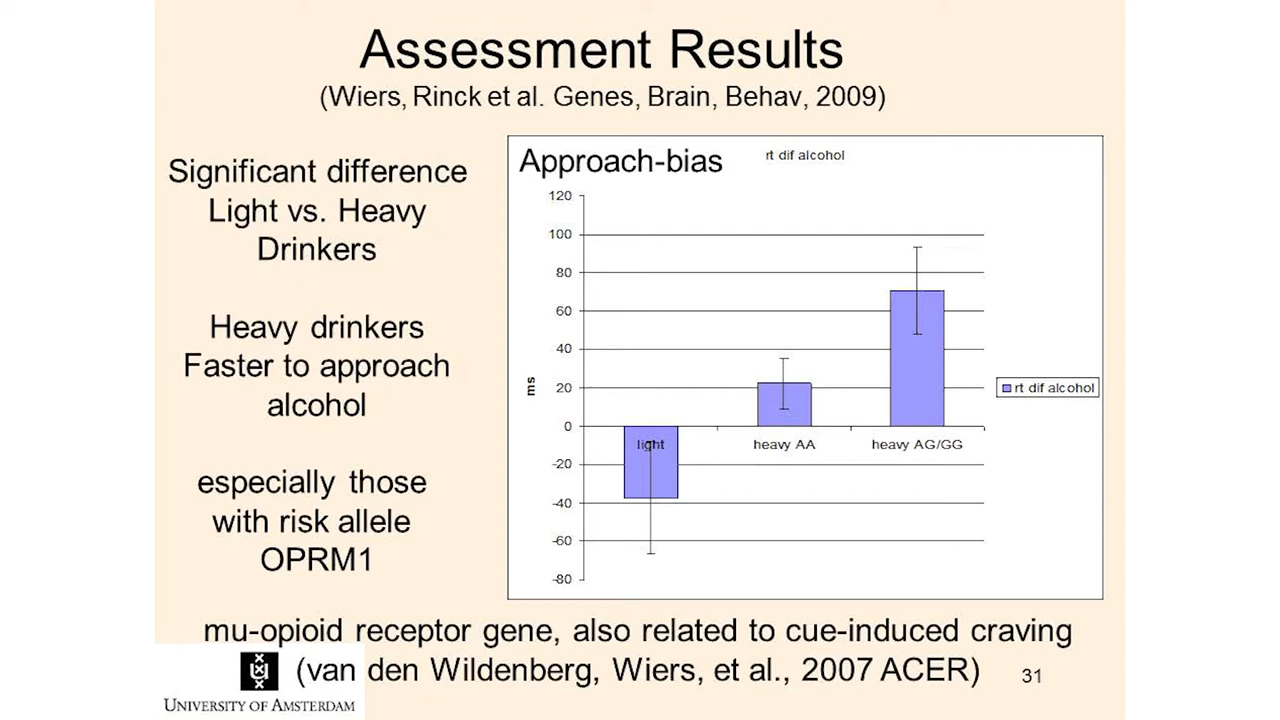 Assessment Results
(Wiers, Rinck et al. Genes, Brain, Behav, 2009)
Significant difference
Light vs. Heavy
Drinkers
Heavy drinkers
Faster to approach
alcohol
especially those
with risk allele
OPRM1
Approach-bias
rt dif alcohol
120
100
80
60
40
20
0
-20
-40
-60
-80
ms
light
heavy AA
heavy AG/GG
rt dif alcohol
mu-opioid receptor gene, also related to cue-induced craving
(van den Wildenberg, Wiers, et al., 2007 ACER)
31
UNIVERSITY OF AMSTERDAM